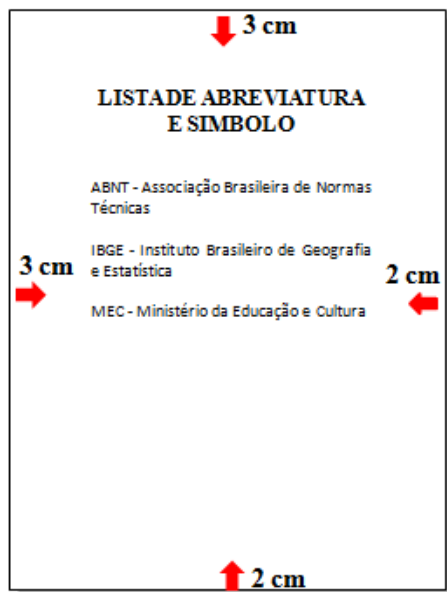 3 cm
LISTADE ABREVIATURA
E SIMBOLO
ABNT - Associação Brasileira de Normas
Técnicas
IBGE - Instituto Brasileiro de Geografia
e Estatística
3 cm
2 cm
MEC - Ministério da Educação e Cultura
2 cm